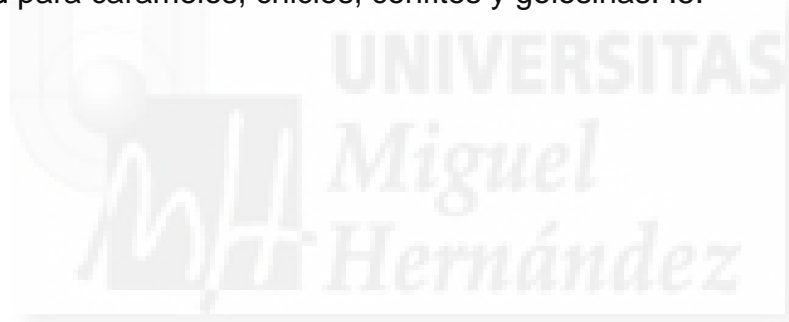 para caramelos, chicles, confites y golosinas.
UNIVERSITAS
Miguel
Hernández